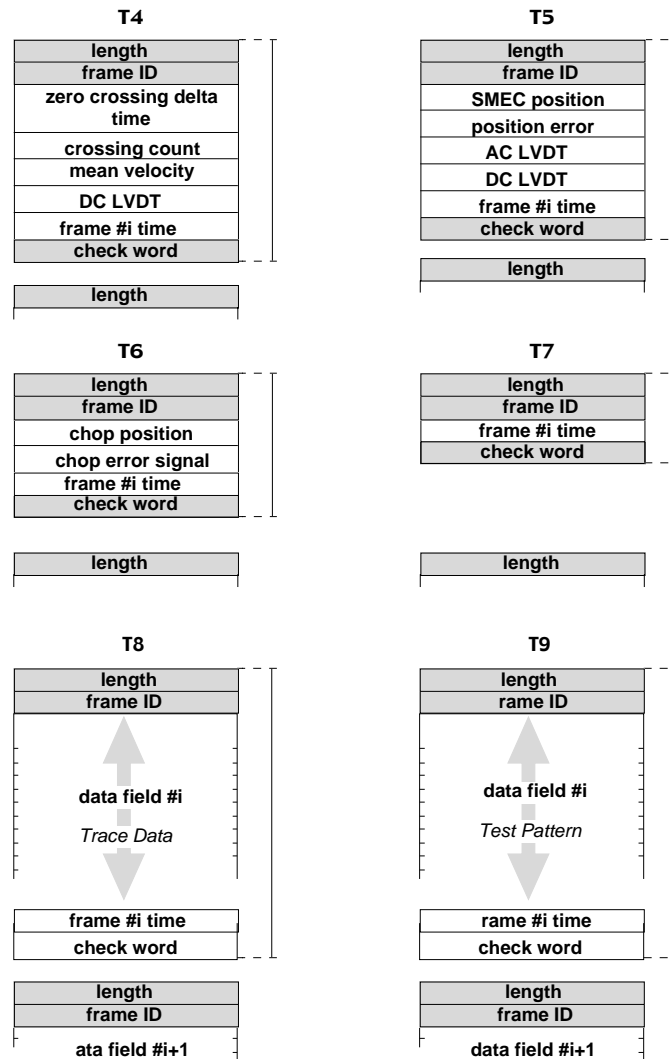 T4
length
frame ID
zero crossing delta
time
crossing count
mean velocity
DC LVDT
frame #i time
check word
length
T5
length
frame ID
SMEC position
position error
AC LVDT
DC LVDT
frame #i time
check word
length
T6
length
frame ID
chop position
chop error signal
frame #i time
check word
length
T7
length
frame ID
frame #i time
check word
length
T8
length
frame ID
data field #i
Trace Data
frame #i time
check word
length
frame ID
ata field #i+1
T9
length
rame ID
data field #i
Test Pattern
rame #i time
check word
length
frame ID
data field #i+1